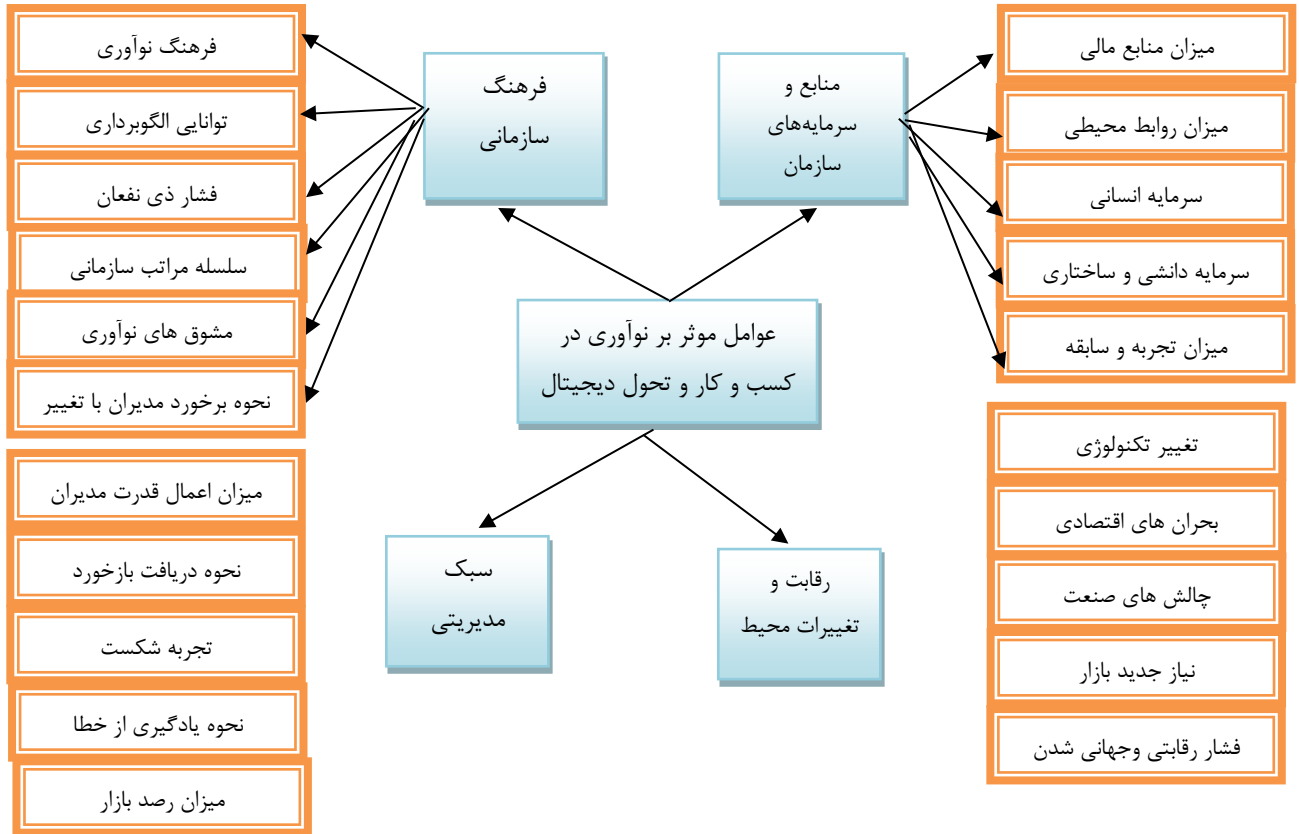 میزان منابع مالی
میزان روابط محیطی
سرمایه انسانی
سرمایه دانشی و ساختاری
میزان تجربه و سابقه
منابع و
سرمایه‌های
سازمان
فرهنگ
سازمانی
فرهنگ نوآوری
توانایی الگوبرداری
فشار ذی نفعان
سلسله مراتب سازمانی
مشوق های نوآوری
نحوه برخورد مدیران با تغییر
عوامل موثر بر نوآوری در
کسب و کار و تحول دیجیتال
تغییر تکنولوژی
بحران های اقتصادی
چالش های صنعت
نیاز جدید بازار
فشار رقابتی وجهانی شدن
رقابت و
تغییرات محیط
سبک
مدیریتی
میزان اعمال قدرت مدیران
نحوه دریافت بازخورد
تجربه شکست
نحوه یادگیری از خطا
میزان رصد بازار